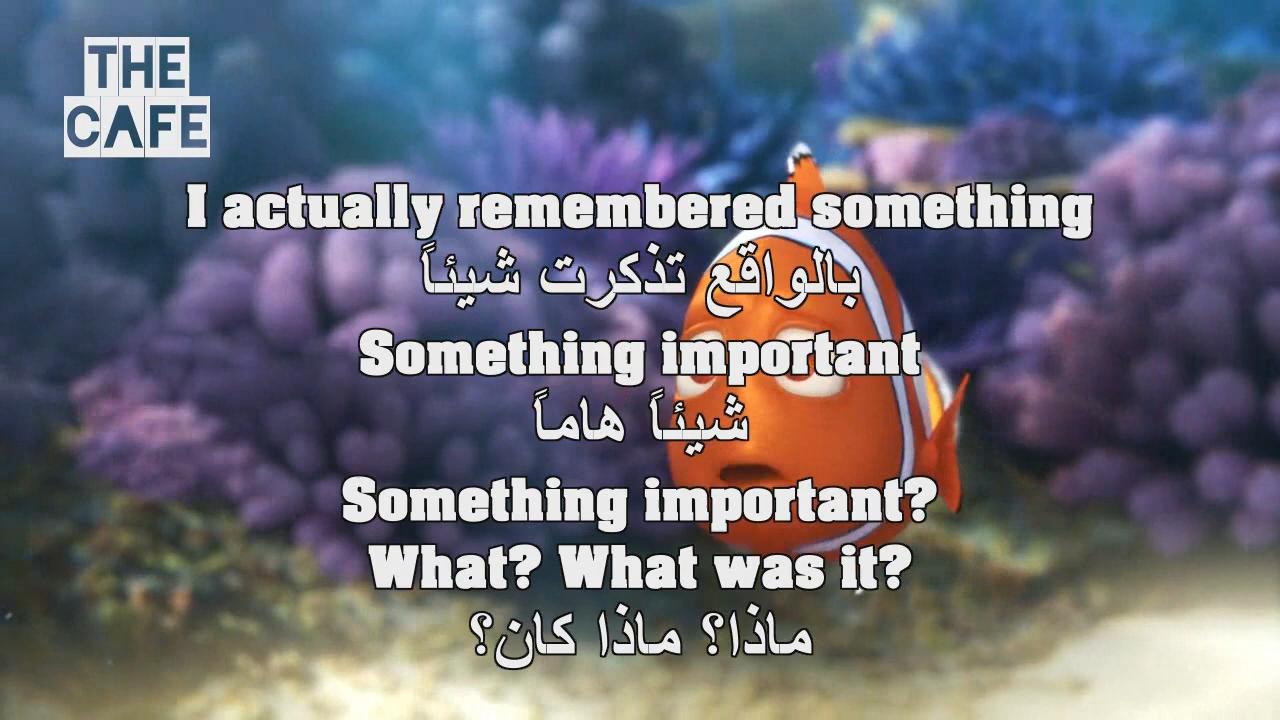 THE
CAFE
I actually remembered something
بالواقع تذكرت شيئاً
Something important
شيئاً هاماً
Something important?
What? What was it?
ماذا؟ ماذا كان؟